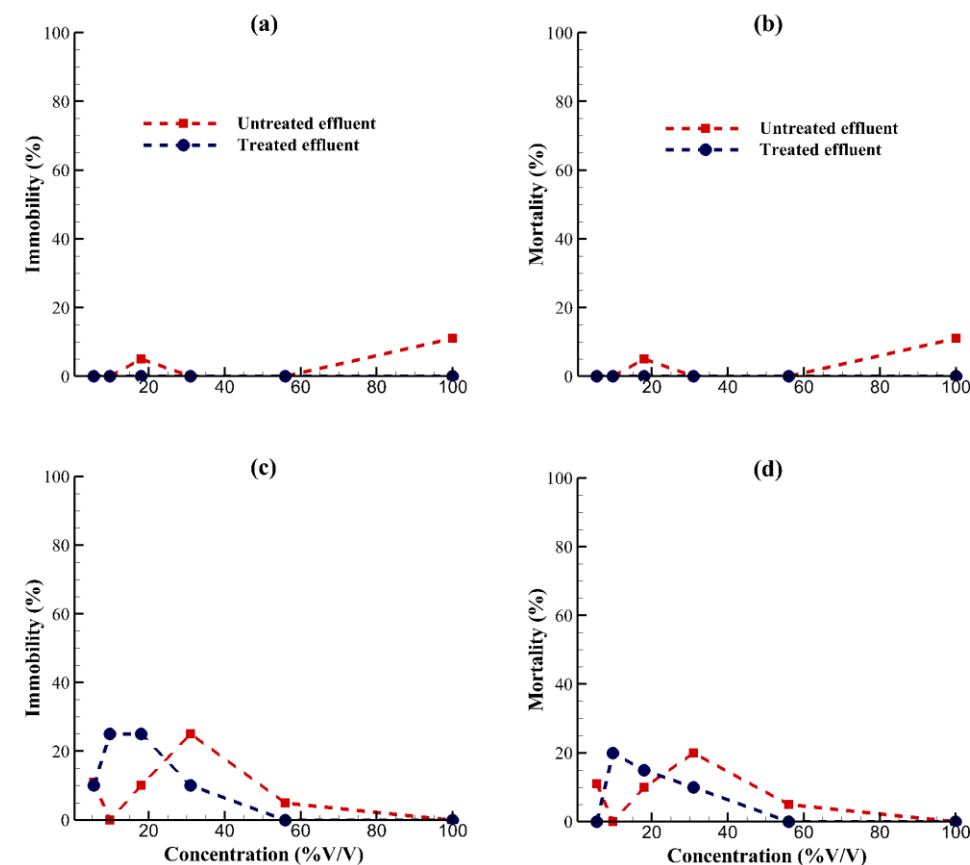 (a)
100
80
60
40
20
0
Immobility (%)
Untreated effluent
Treated effluent
20 40 60 80 100
(b)
100
80
60
40
20
0
Mortality (%)
Untreated effluent
Treated effluent
20 40 60 80 100
(c)
100
80
60
40
20
0
Immobility (%)
20 40 60 80 100
Concentration (%V/V)
(d)
100
80
60
40
20
0
Mortality (%)
20 40 60 80 100
Concentration (%V/V)